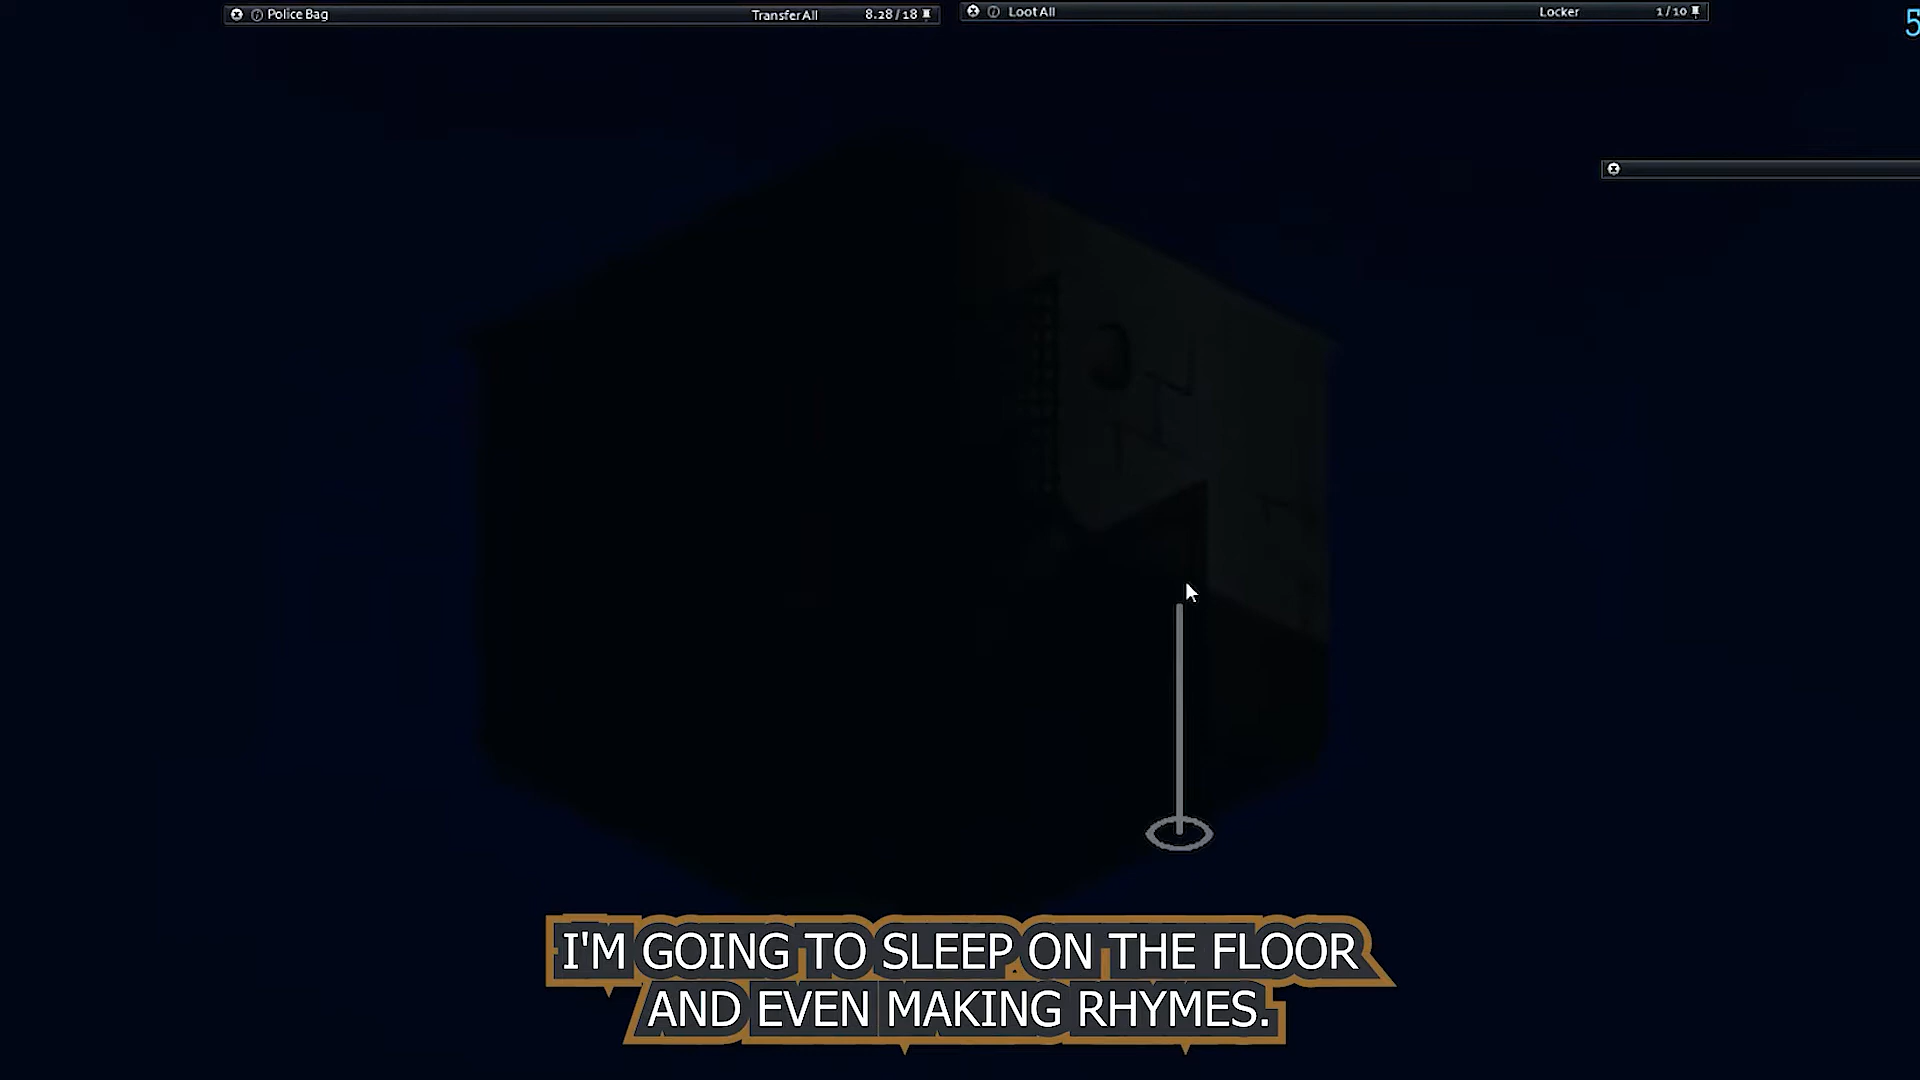 Police Bag Transfer All 8.28 / 18
Loot All Locker 1 / 10
5
I'M GOING TO SLEEP ON THE FLOOR
AND EVEN MAKING RHYMES.